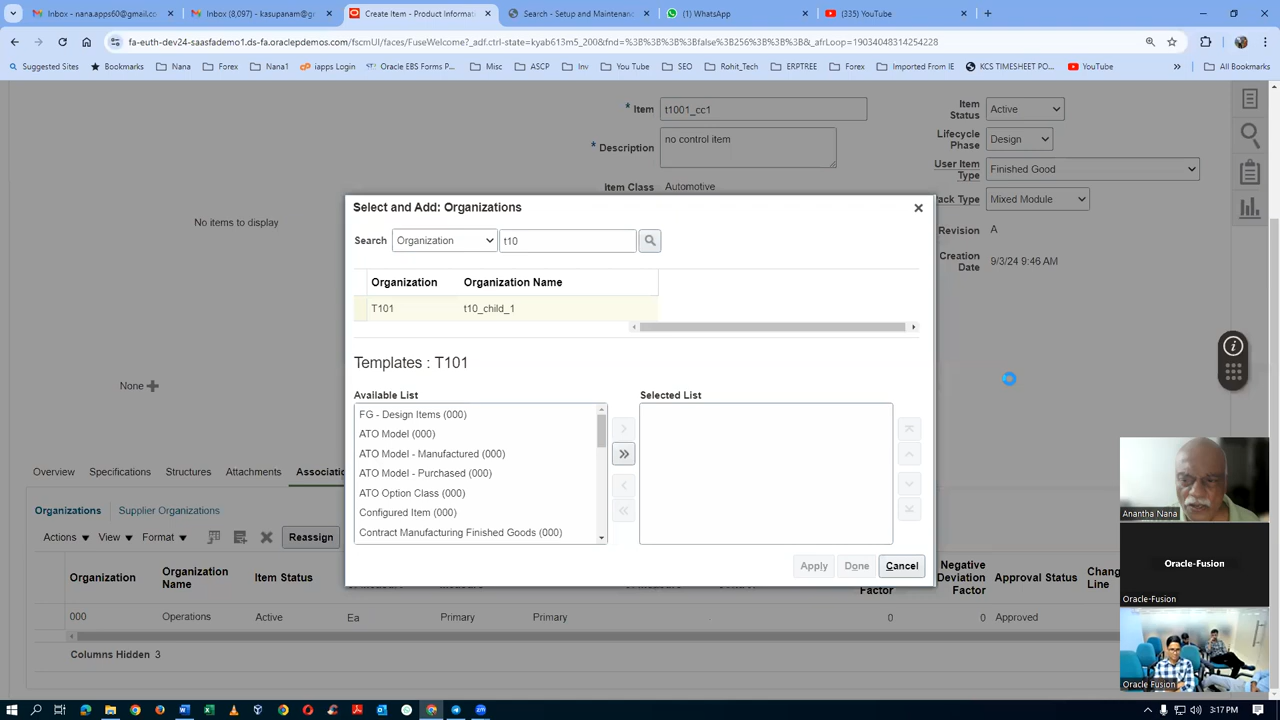 Inbox - nana.apps60@gmail.co
Inbox (8,097) - kasupanam@g
Create Item - Product Informat
Search - Setup and Maintenanc
(1) WhatsApp
(335) YouTube
fa-euth-dev24-saasfademo1.ds-fa.oraclepdemos.com/fscmUI/faces/FuseWelcome?_adf.ctrl-state=kyab613m5_200&fnd=%3B%3B%3B%3Bfalse%3B256%3B%3B%3B&_afrLoop=19034048314254228
Suggested Sites
Bookmarks
Nana
Forex
Nana1
iapps Login
Oracle EBS Forms P...
Misc
ASCP
Inv
You Tube
SEO
Rohit_Tech
ERPTREE
Forex
Imported From IE
KCS TIMESHEET PO...
YouTube
All Bookmarks
* Item t1001_cc1
Item Status Active
* Description no control item
Lifecycle Phase Design
User Item Type Finished Good
Item Class Automotive
ack Type Mixed Module
Revision A
Creation Date 9/3/24 9:46 AM
No items to display
None
Select and Add: Organizations
Search Organization t10
Organization Organization Name
T101 t10_child_1
Templates : T101
Available List Selected List
FG - Design Items (000)
ATO Model (000)
ATO Model - Manufactured (000)
ATO Model - Purchased (000)
ATO Option Class (000)
Configured Item (000)
Contract Manufacturing Finished Goods (000)
Apply Done Cancel
Overview Specifications Structures Attachments Associatio
Organizations Supplier Organizations
Actions View Format Reassign
Organization
Organization Name
Item Status
Factor
Negative Deviation Factor
Approval Status
Change Line
000 Operations Active Ea Primary Primary 0 0 Approved
Columns Hidden 3
Anantha Nana
Oracle-Fusion
Oracle-Fusion
Oracle Fusion
3:17 PM